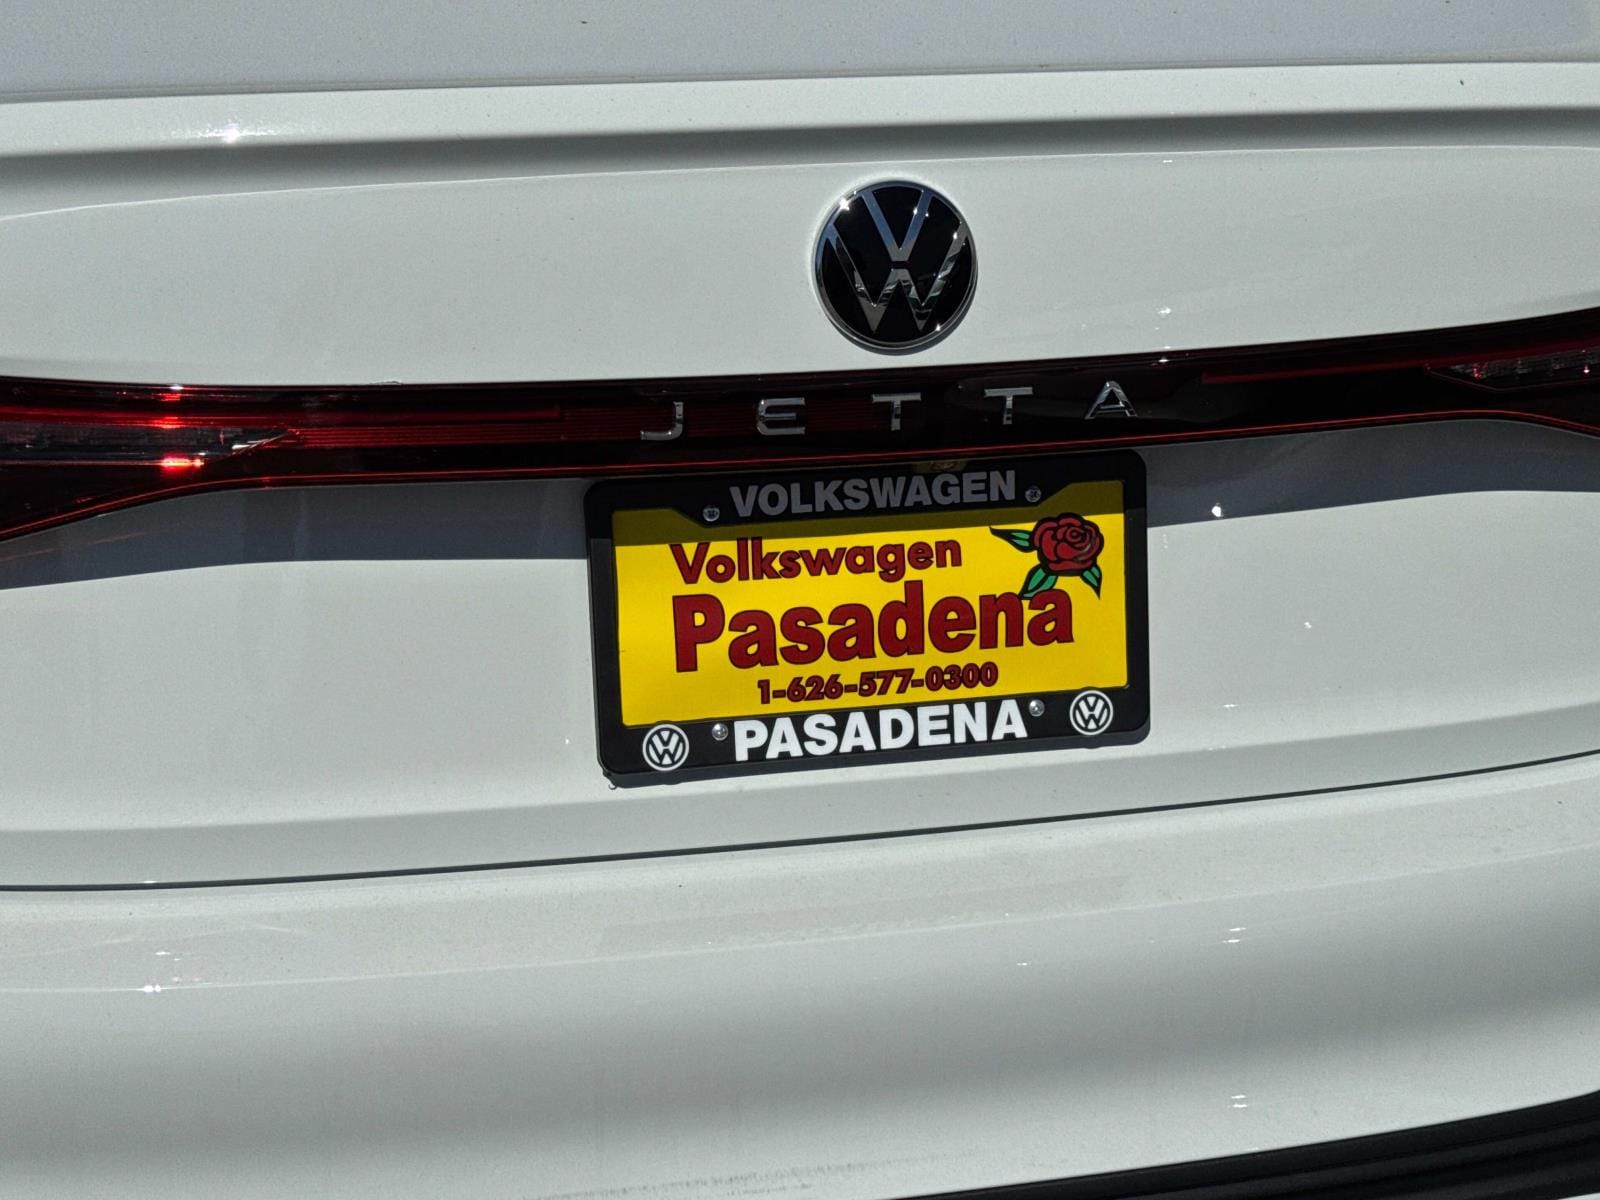 JETTA
VOLKSWAGEN
Volkswagen
Pasadena
1-626-577-0300
PASADENA